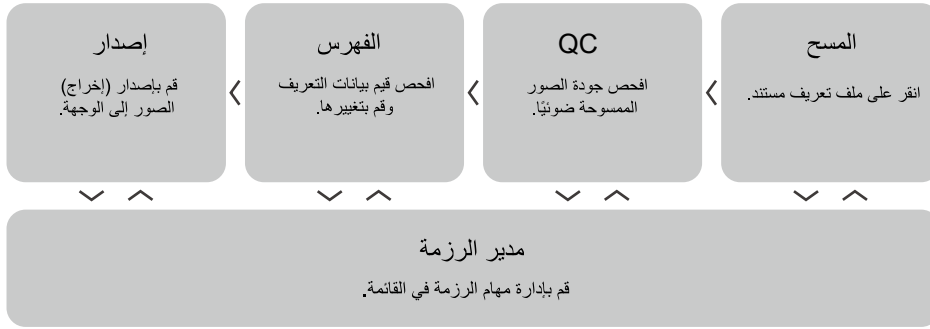 المسح
انقر على ملف تعريف مستند.
QC
افحص جودة الصور
الممسوحة ضوئيًا.
الفهرس
افحص قيم بيانات التعريف
وقم بتغييرها.
إصدار
قم بإصدار (إخراج)
الصور إلى الوجهة.
مدير الرزمة
قم بإدارة مهام الرزمة في القائمة.